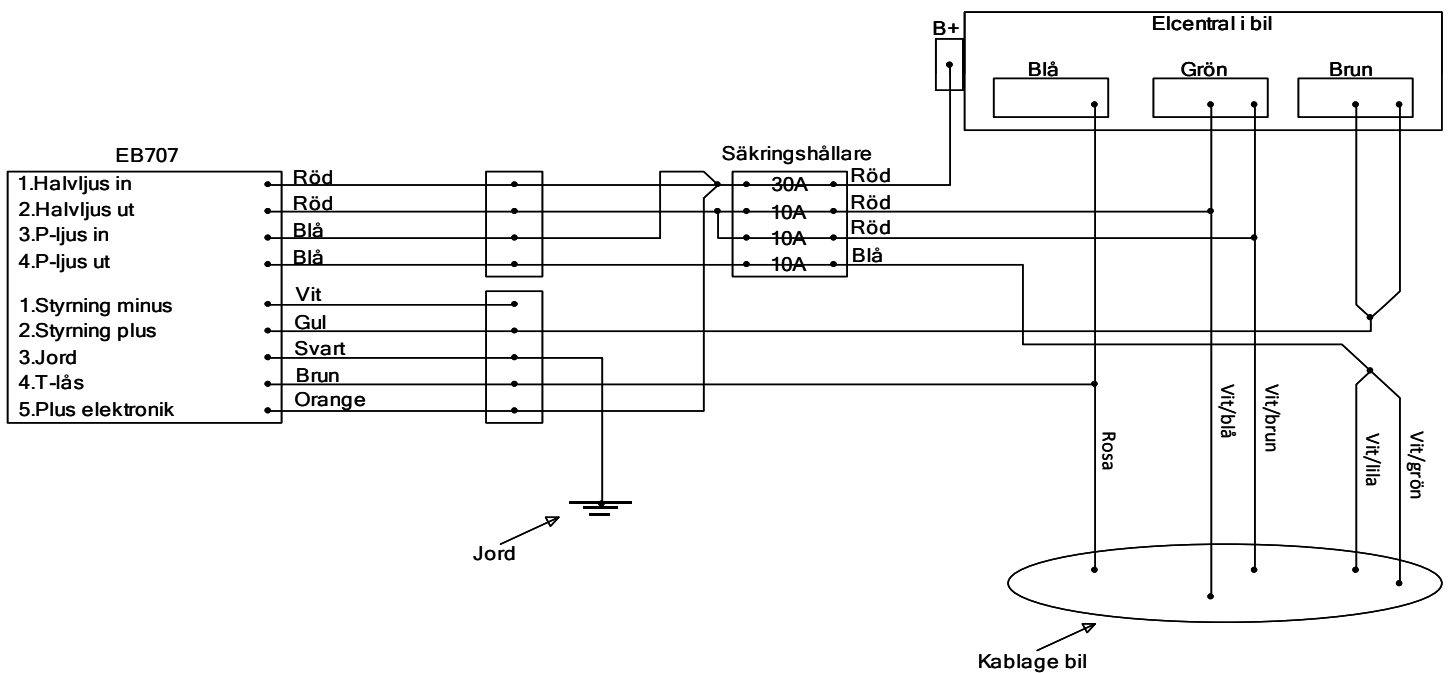 B+
Elcentral i bil
Blå
Grön
Brun
EB707
Säkringshållare
1.Halvljus in
Röd
30A
Röd
2.Halvljus ut
Röd
10A
Röd
3.P-ljus in
Blå
10A
Röd
4.P-ljus ut
Blå
10A
Blå
1.Styrning minus
Vit
2.Styrning plus
Gul
3.Jord
Svart
4.T-lås
Brun
5.Plus elektronik
Orange
Rosa
Vit/blå
Vit/brun
Vit/lila
Vit/grön
Jord
Kablage bil